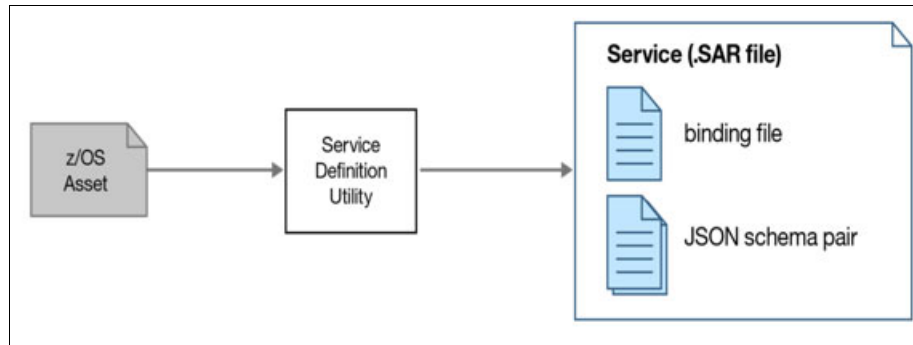 z/OS
Asset
Service
Definition
Utility
Service (.SAR file)
binding file
JSON schema pair